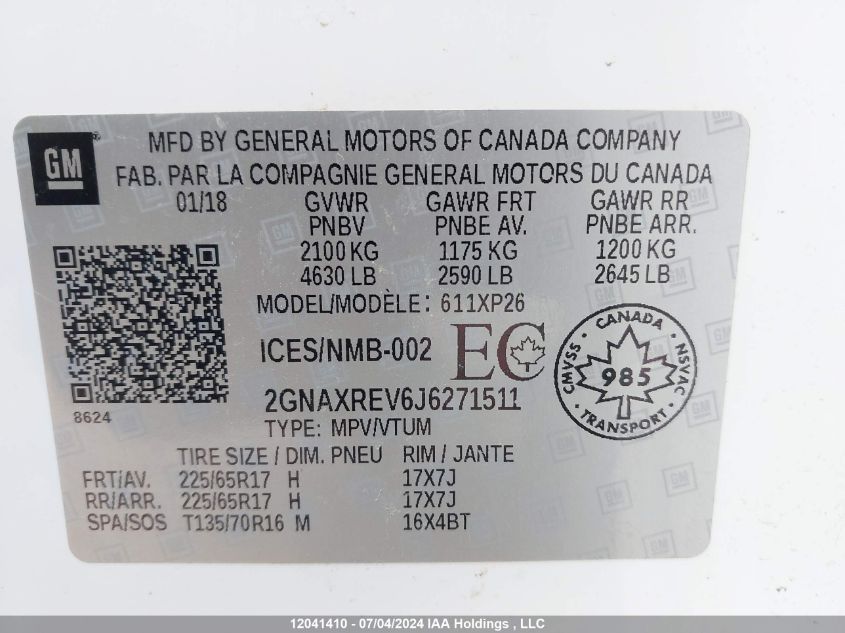 GM
MFD BY GENERAL MOTORS OF CANADA COMPANY
FAB. PAR LA COMPAGNIE GENERAL MOTORS DU CANADA
01/18 GVWR GAWR FRT GAWR RR
PNBV PNBE AV. PNBE ARR.
2100 KG 1175 KG 1200 KG
4630 LB 2590 LB 2645 LB
MODEL/MODÈLE: 611XP26
ICES/NMB-002 EC
CANADA
CMVSS 985 NSVAC
TRANSPORT
2GNAXREV6J6271511
8624
TYPE: MPV/VTUM
TIRE SIZE / DIM. PNEU RIM / JANTE
FRT/AV. 225/65R17 H 17X7J
RR/ARR. 225/65R17 H 17X7J
SPA/SOS T135/70R16 M 16X4BT
12041410 - 07/04/2024 IAA Holdings , LLC